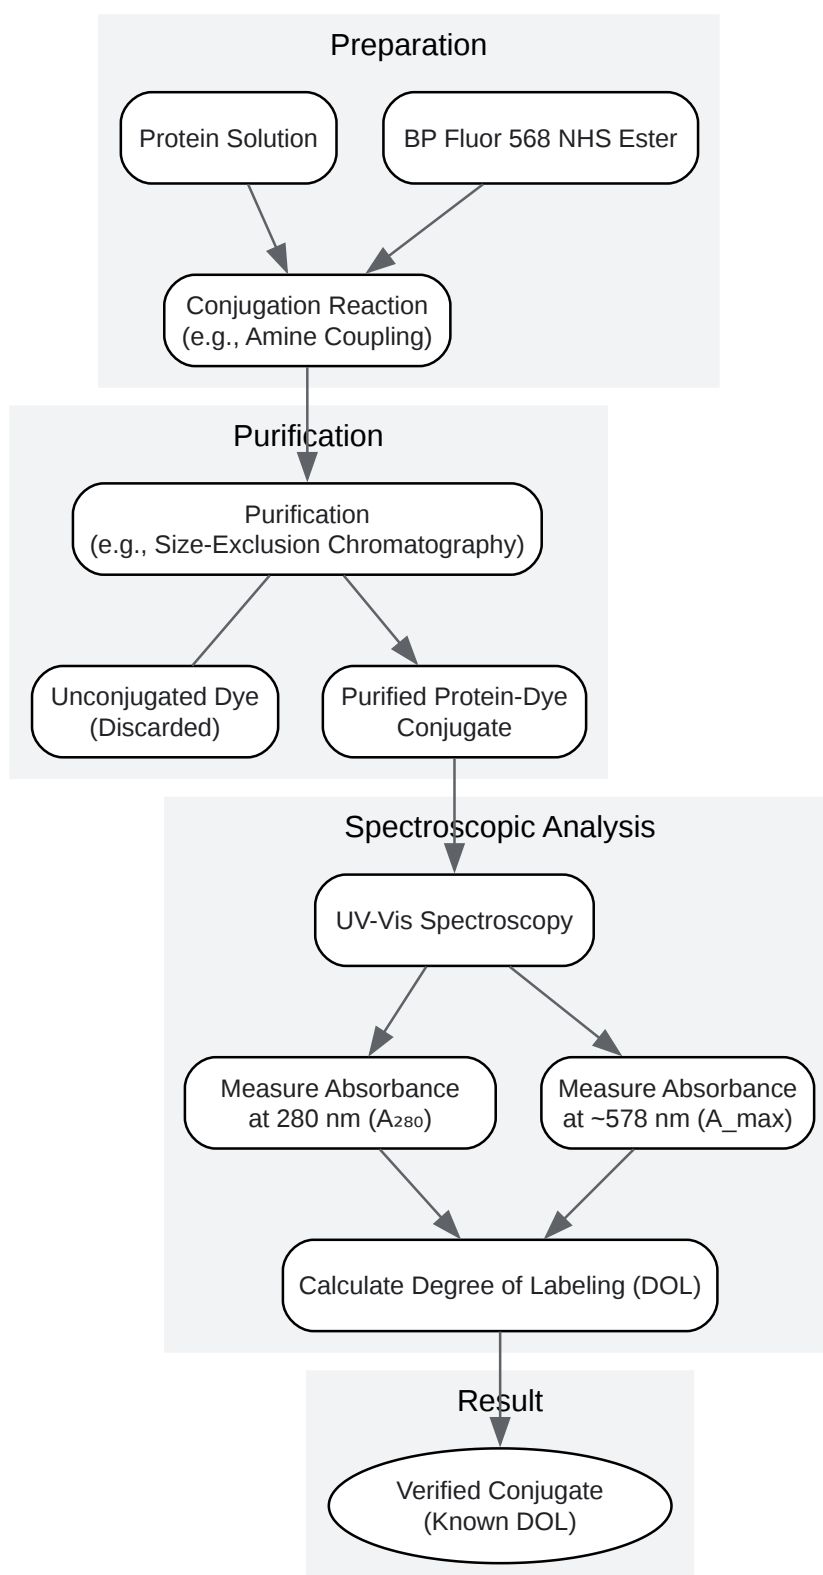 Preparation
Protein Solution
BP Fluor 568 NHS Ester
Conjugation Reaction
(e.g., Amine Coupling)
Purification
Purification
(e.g., Size-Exclusion Chromatography)
Unconjugated Dye
(Discarded)
Purified Protein-Dye
Conjugate
Spectroscopic Analysis
UV-Vis Spectroscopy
Measure Absorbance
at 280 nm (A₂₈₀)
Measure Absorbance
at ~578 nm (A_max)
Calculate Degree of Labeling (DOL)
Result
Verified Conjugate
(Known DOL)